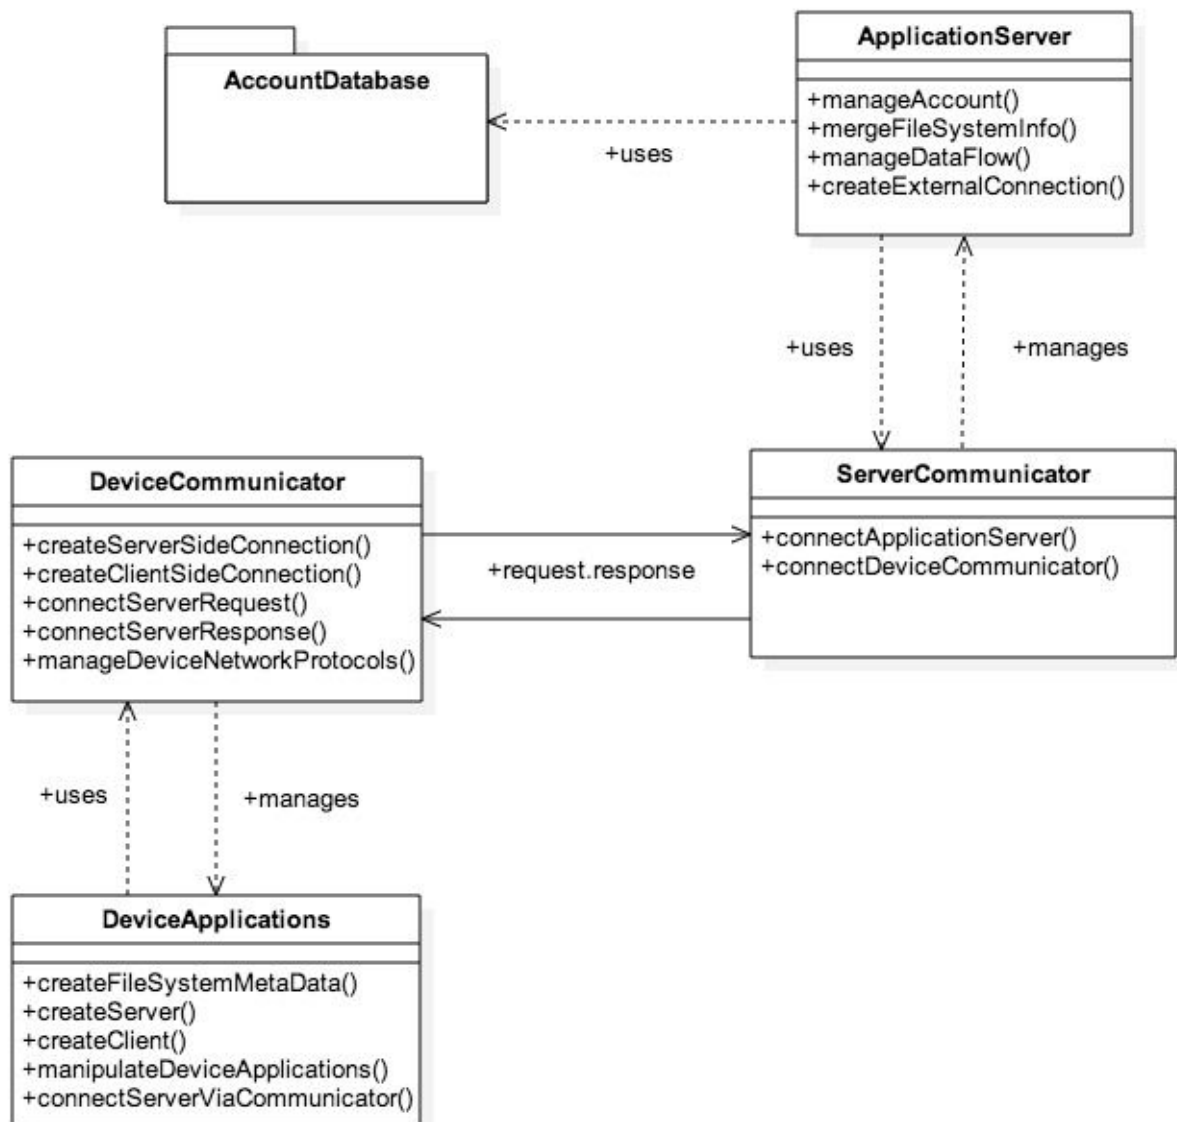 AccountDatabase
ApplicationServer
+manageAccount()
+mergeFileSystemInfo()
+manageDataFlow()
+createExternalConnection()
+uses
+uses
+manages
DeviceCommunicator
+createServerSideConnection()
+createClientSideConnection()
+connectServerRequest()
+connectServerResponse()
+manageDeviceNetworkProtocols()
+request.response
ServerCommunicator
+connectApplicationServer()
+connectDeviceCommunicator()
+uses
+manages
DeviceApplications
+createFileSystemMetaData()
+createServer()
+createClient()
+manipulateDeviceApplications()
+connectServerViaCommunicator()